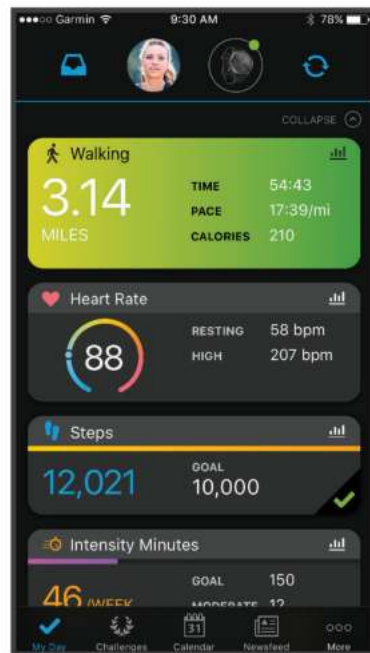 Garmin 9:30 AM 78%
COLLAPSE
Walking
3.14
MILES
TIME 54:43
PACE 17:39/mi
CALORIES 210
Heart Rate
88
RESTING 58 bpm
HIGH 207 bpm
Steps
12,021
GOAL
10,000
Intensity Minutes
46 /WEEK
GOAL 150
MODERATE 12
31
My Day Challenges Calendar Newsfeed More